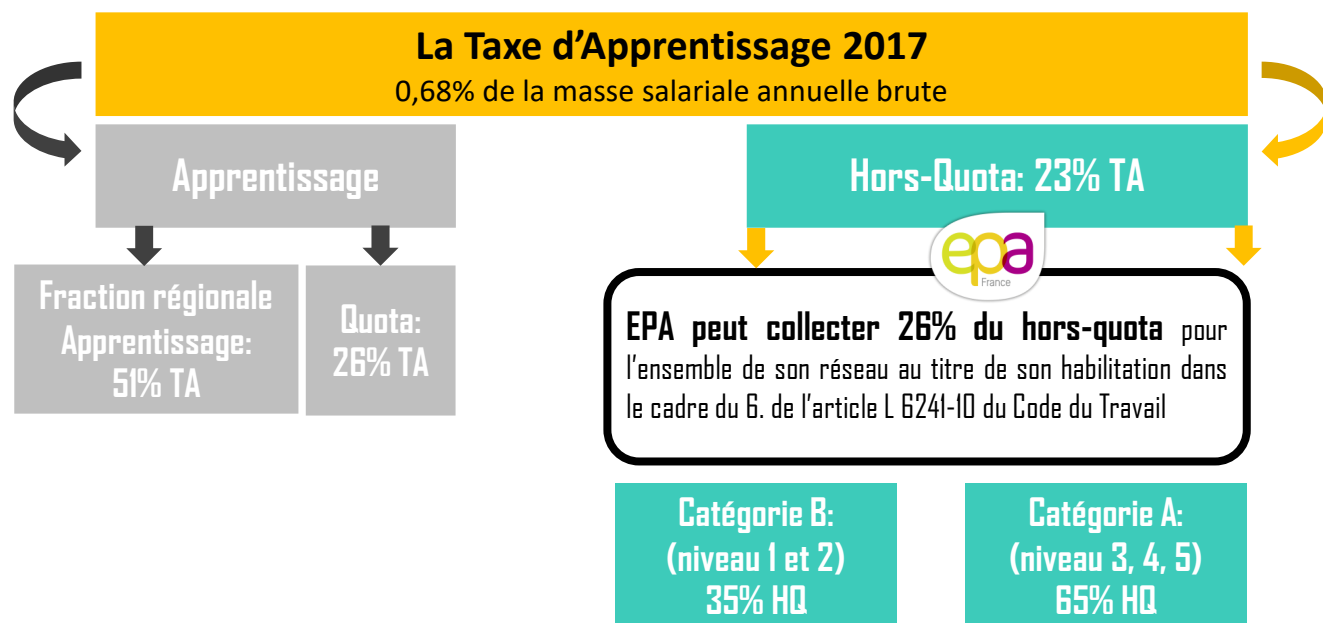 La Taxe d'Apprentissage 2017
0,68% de la masse salariale annuelle brute
Apprentissage
Hors-Quota: 23% TA
Fraction régionale
Apprentissage:
51% TA
Quota:
26% TA
epa
France
EPA peut collecter 26% du hors-quota pour
l'ensemble de son réseau au titre de son habilitation dans
le cadre du 6. de l'article L 6241-10 du Code du Travail
Catégorie B:
(niveau 1 et 2)
35% HQ
Catégorie A:
(niveau 3, 4, 5)
65% HQ